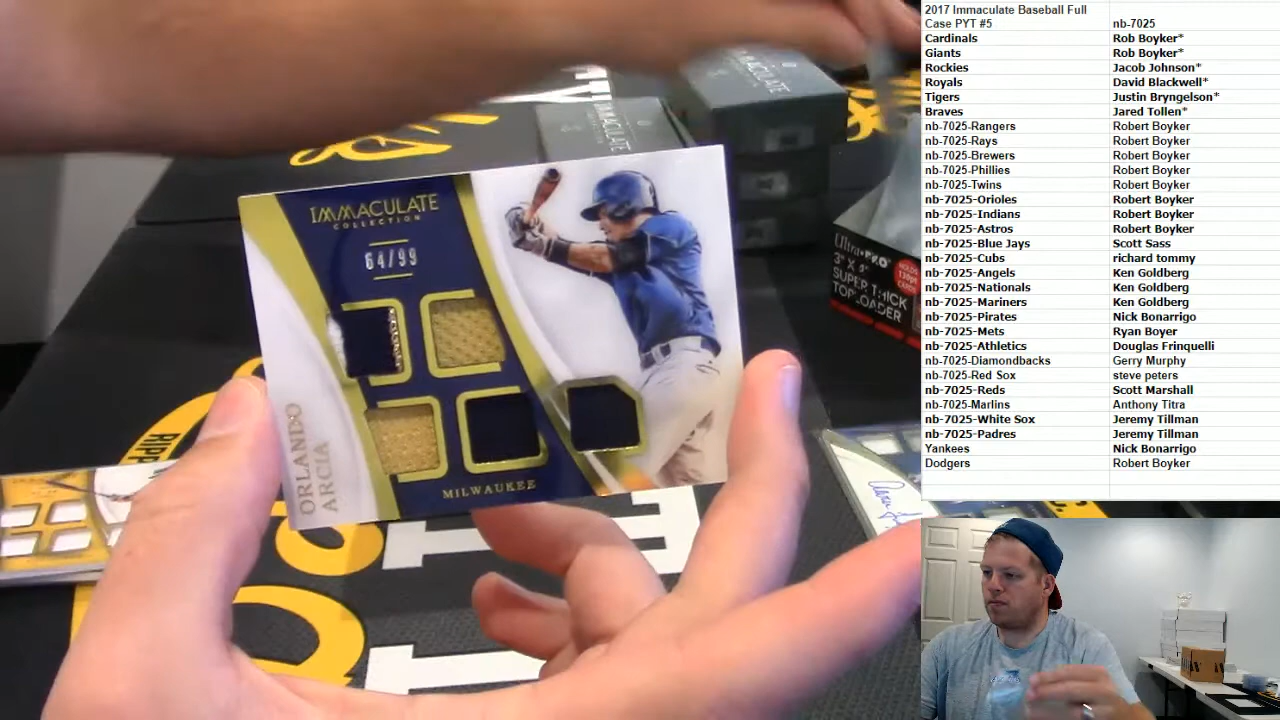 2017 Immaculate Baseball Full
Case PYT #5 nb-7025
Cardinals Rob Boyker*
Giants Rob Boyker*
Rockies Jacob Johnson*
Royals David Blackwell*
Tigers Justin Bryngelson*
Braves Jared Tollen*
nb-7025-Rangers Robert Boyker
nb-7025-Rays Robert Boyker
nb-7025-Brewers Robert Boyker
nb-7025-Phillies Robert Boyker
nb-7025-Twins Robert Boyker
nb-7025-Orioles Robert Boyker
nb-7025-Indians Robert Boyker
nb-7025-Astros Robert Boyker
nb-7025-Blue Jays Scott Sass
nb-7025-Cubs richard tommy
nb-7025-Angels Ken Goldberg
nb-7025-Nationals Ken Goldberg
nb-7025-Mariners Ken Goldberg
nb-7025-Pirates Nick Bonarrigo
nb-7025-Mets Ryan Boyer
nb-7025-Athletics Douglas Frinquelli
nb-7025-Diamondbacks Gerry Murphy
nb-7025-Red Sox steve peters
nb-7025-Reds Scott Marshall
nb-7025-Marlins Anthony Titra
nb-7025-White Sox Jeremy Tillman
nb-7025-Padres Jeremy Tillman
Yankees Nick Bonarrigo
Dodgers Robert Boyker
IMMACULATE
COLLECTION
64/99
ORLANDO
ARCIA
MILWAUKEE
IMMACULATE
IMMACULATE
Ultra·PRO
3" X 4"
SUPER THICK
TOPLOADER
HOLDS
130pt
CARDS
RIPP